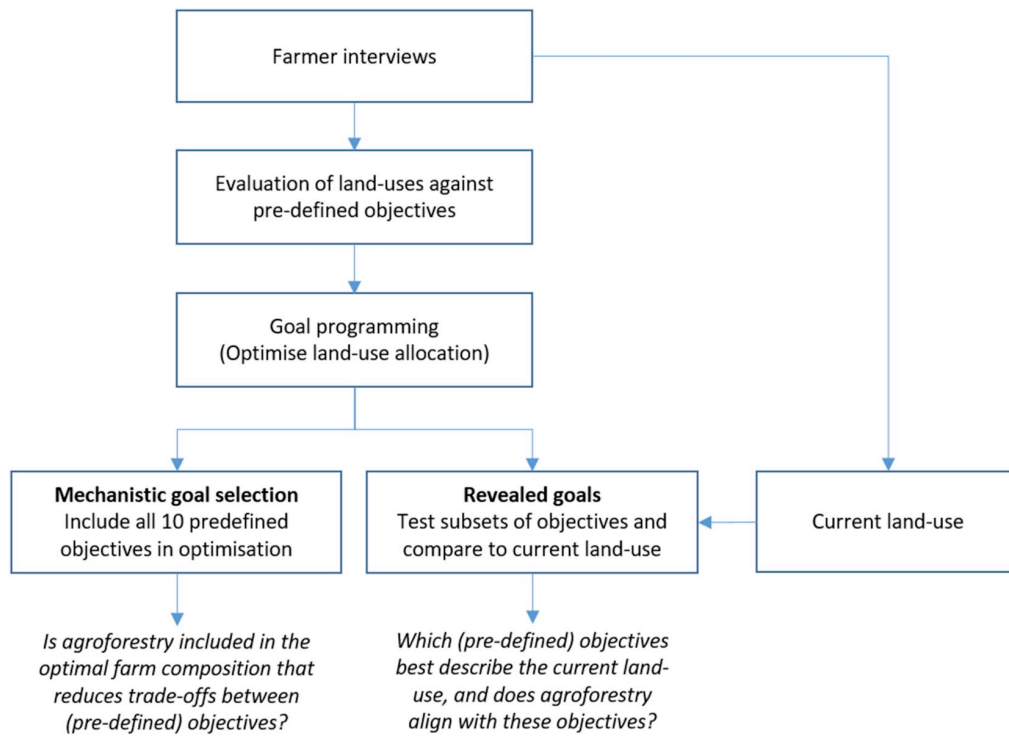 Farmer interviews
Evaluation of land-uses against
pre-defined objectives
Goal programming
(Optimise land-use allocation)
Mechanistic goal selection
Include all 10 predefined
objectives in optimisation
Revealed goals
Test subsets of objectives and
compare to current land-use
Current land-use
Is agroforestry included in the
optimal farm composition that
reduces trade-offs between
(pre-defined) objectives?
Which (pre-defined) objectives
best describe the current land-
use, and does agroforestry
align with these objectives?